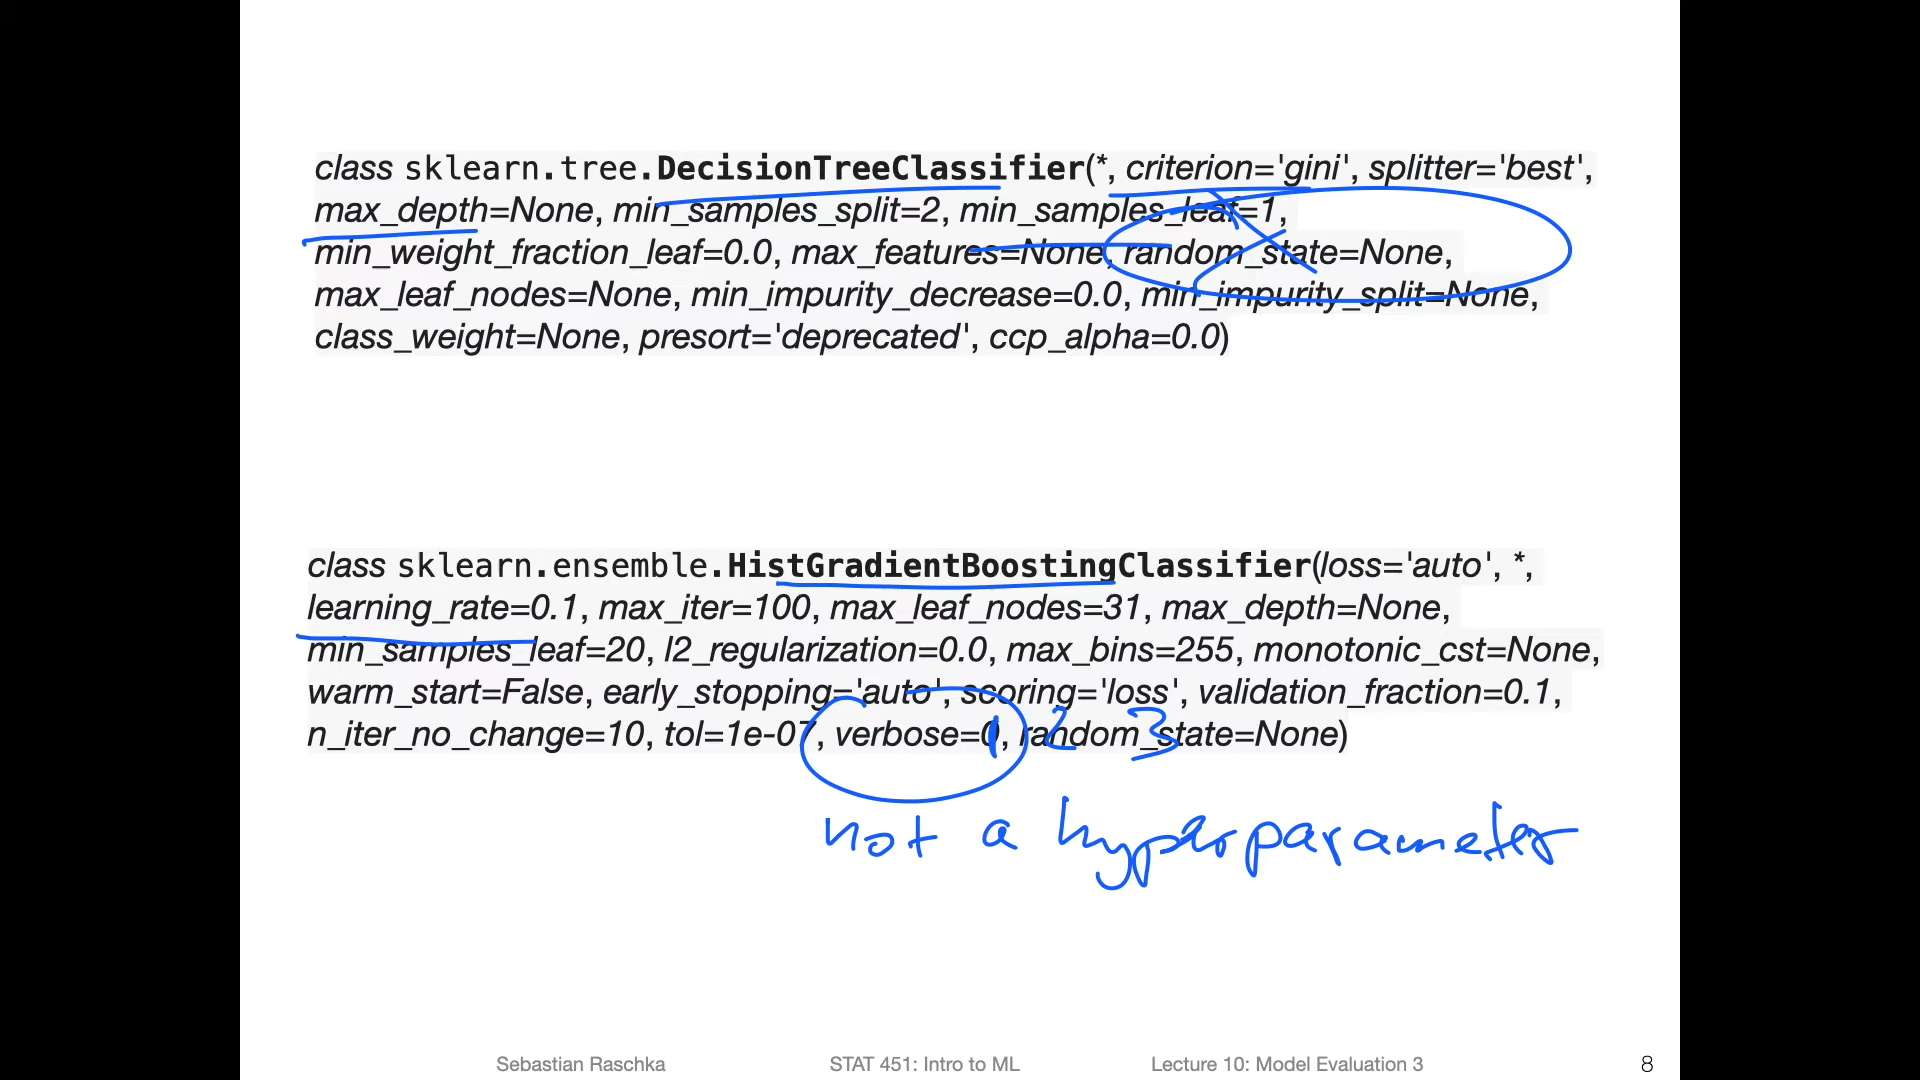 class sklearn.tree.DecisionTreeClassifier(*, criterion='gini', splitter='best',
max_depth=None, min_samples_split=2, min_samples_leaf=1,
min_weight_fraction_leaf=0.0, max_features=None, random_state=None,
max_leaf_nodes=None, min_impurity_decrease=0.0, min_impurity_split=None,
class_weight=None, presort='deprecated', ccp_alpha=0.0)
class sklearn.ensemble.HistGradientBoostingClassifier(loss='auto', *,
learning_rate=0.1, max_iter=100, max_leaf_nodes=31, max_depth=None,
min_samples_leaf=20, l2_regularization=0.0, max_bins=255, monotonic_cst=None,
warm_start=False, early_stopping='auto', scoring='loss', validation_fraction=0.1,
n_iter_no_change=10, tol=1e-07, verbose=0, random_state=None)
1 2 3
not a hyperparameter
Sebastian Raschka STAT 451: Intro to ML Lecture 10: Model Evaluation 3 8